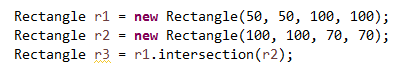 Rectangle r1 = new Rectangle(50, 50, 100, 100);
Rectangle r2 = new Rectangle(100, 100, 70, 70);
Rectangle r3 = r1.intersection(r2);